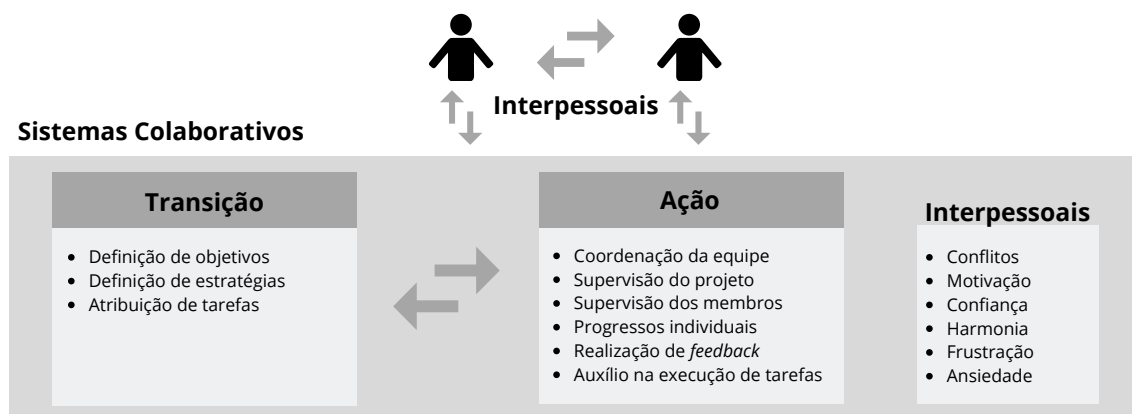 Interpessoais
Sistemas Colaborativos
Transição
• Definição de objetivos
• Definição de estratégias
• Atribuição de tarefas
Ação
• Coordenação da equipe
• Supervisão do projeto
• Supervisão dos membros
• Progressos individuais
• Realização de feedback
• Auxílio na execução de tarefas
Interpessoais
• Conflitos
• Motivação
• Confiança
• Harmonia
• Frustração
• Ansiedade